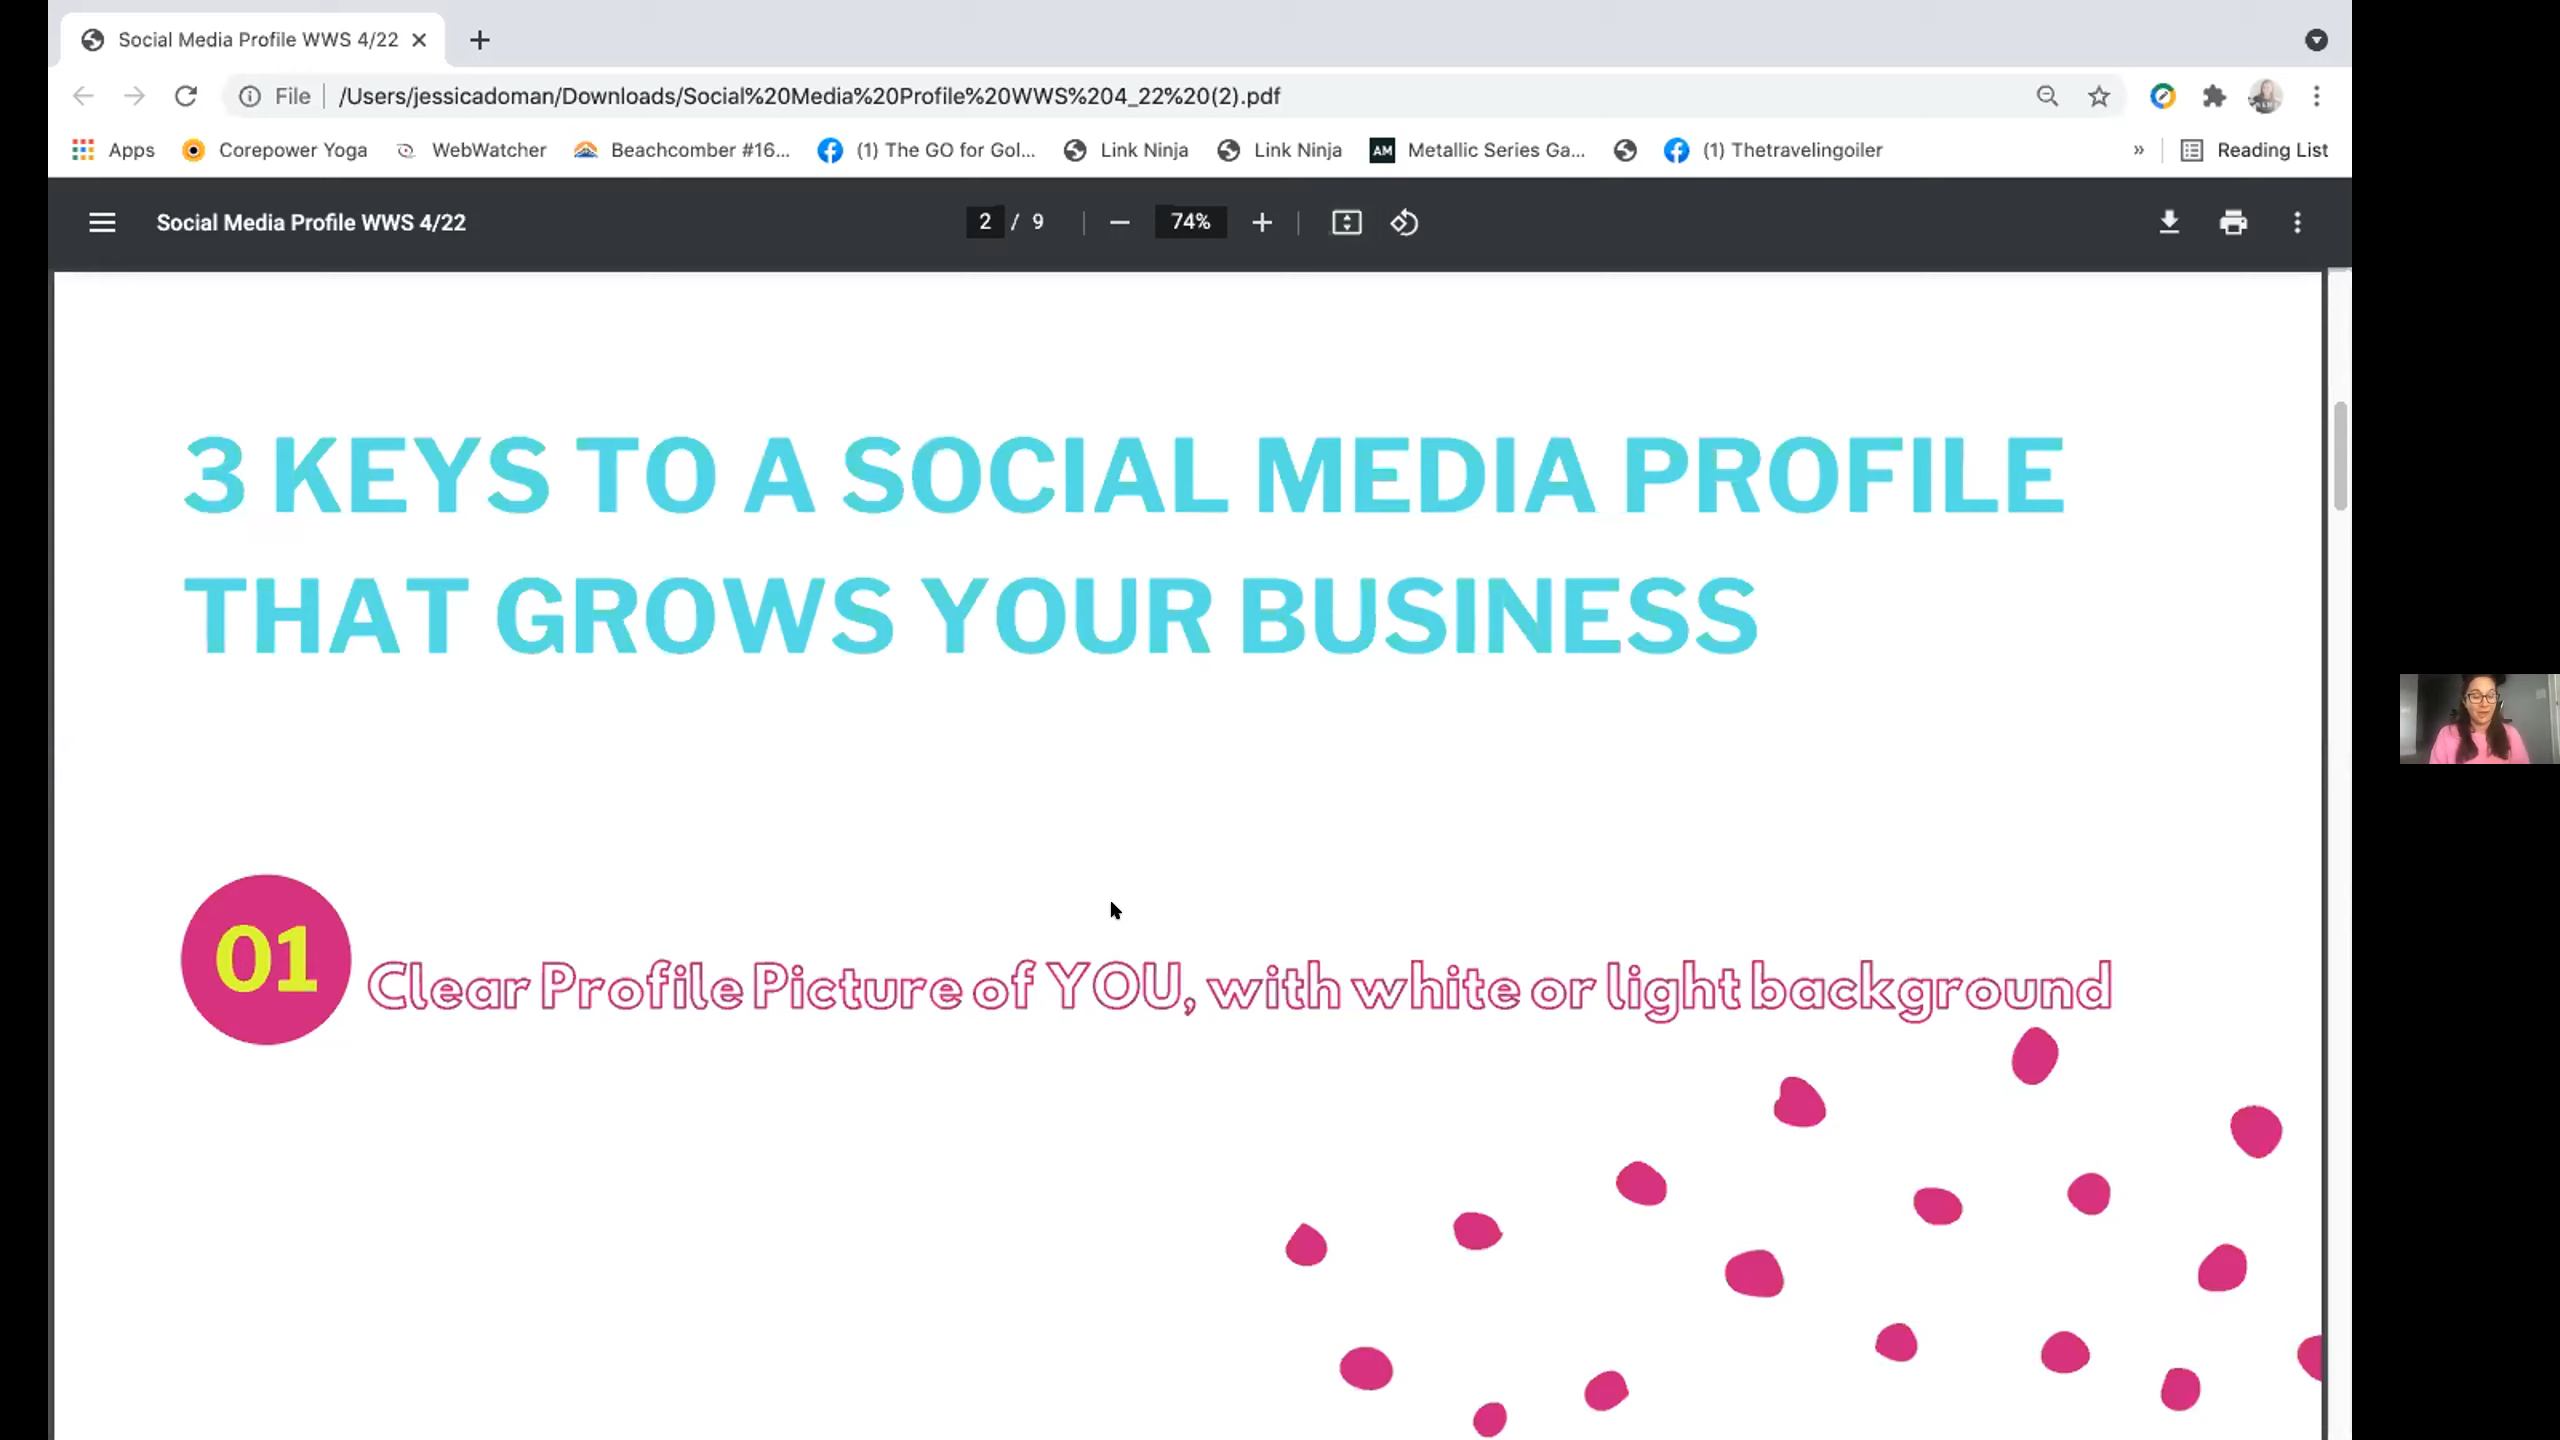 Social Media Profile WWS 4/22
File /Users/jessicadoman/Downloads/Social%20Media%20Profile%20WWS%204_22%20(2).pdf
Apps Corepower Yoga WebWatcher Beachcomber #16... (1) The GO for Gol... Link Ninja Link Ninja AM Metallic Series Ga... (1) Thetravelingoiler » Reading List
Social Media Profile WWS 4/22 2 / 9 74%
3 KEYS TO A SOCIAL MEDIA PROFILE
THAT GROWS YOUR BUSINESS
01 Clear Profile Picture of YOU, with white or light background